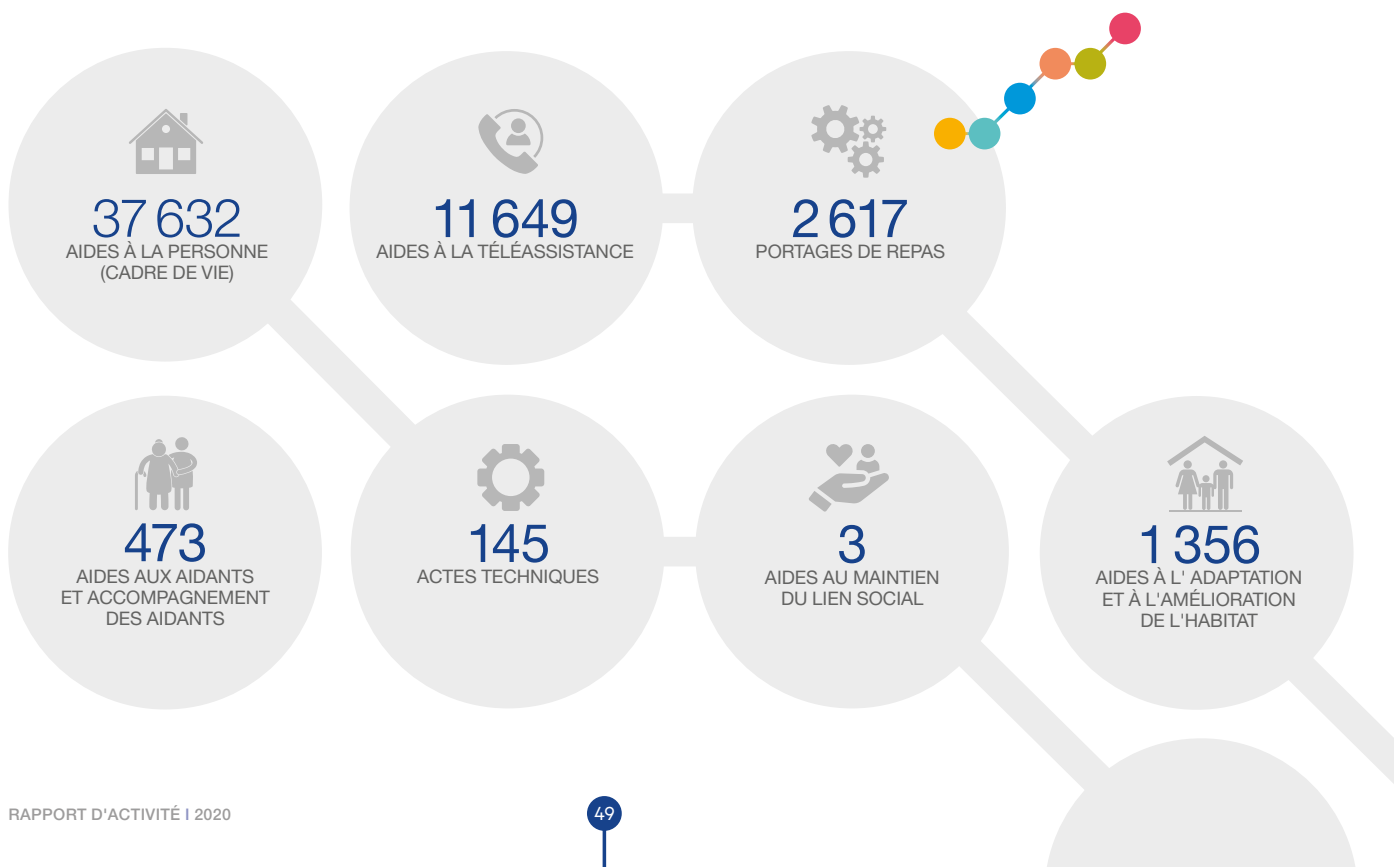 37 632
AIDES À LA PERSONNE
(CADRE DE VIE)
11 649
AIDES À LA TÉLÉASSISTANCE
2 617
PORTAGES DE REPAS
473
AIDES AUX AIDANTS
ET ACCOMPAGNEMENT
DES AIDANTS
145
ACTES TECHNIQUES
3
AIDES AU MAINTIEN
DU LIEN SOCIAL
1 356
AIDES À L' ADAPTATION
ET À L'AMÉLIORATION
DE L'HABITAT
RAPPORT D'ACTIVITÉ I 2020
49